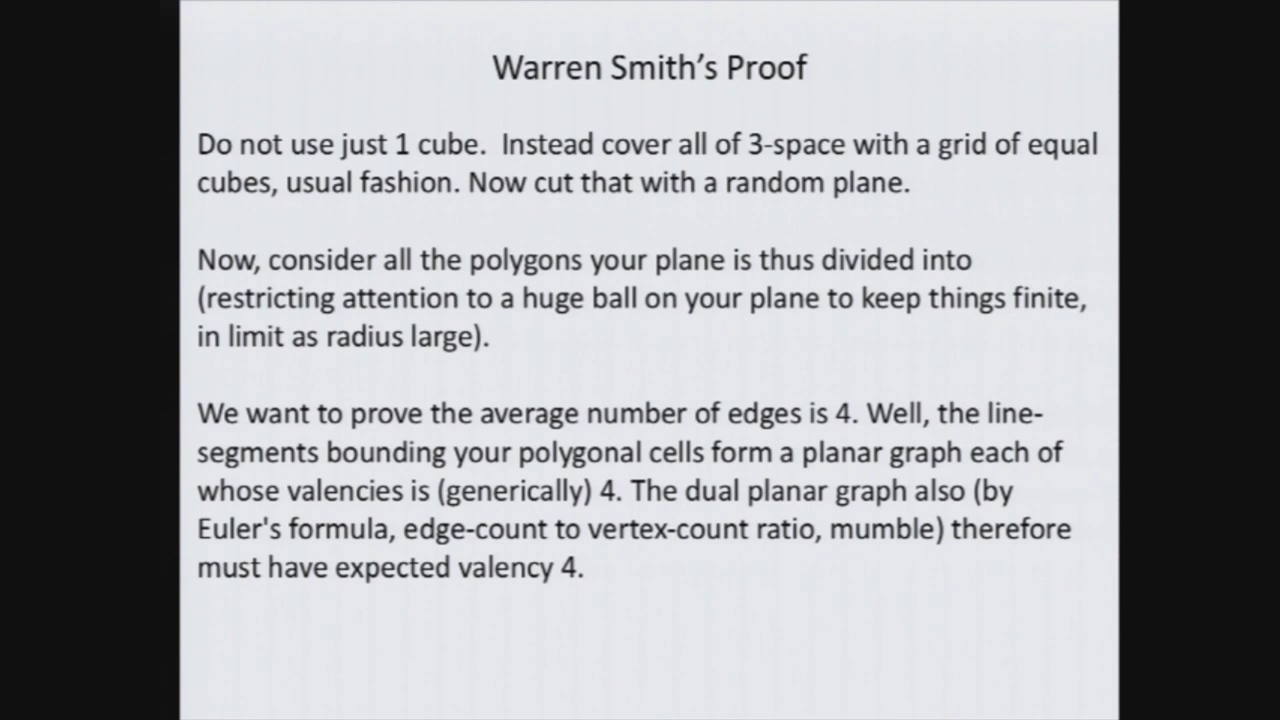 Warren Smith’s Proof
Do not use just 1 cube.  Instead cover all of 3-space with a grid of equal
cubes, usual fashion. Now cut that with a random plane.
Now, consider all the polygons your plane is thus divided into
(restricting attention to a huge ball on your plane to keep things finite,
in limit as radius large).
We want to prove the average number of edges is 4. Well, the line-
segments bounding your polygonal cells form a planar graph each of
whose valencies is (generically) 4. The dual planar graph also (by
Euler's formula, edge-count to vertex-count ratio, mumble) therefore
must have expected valency 4.